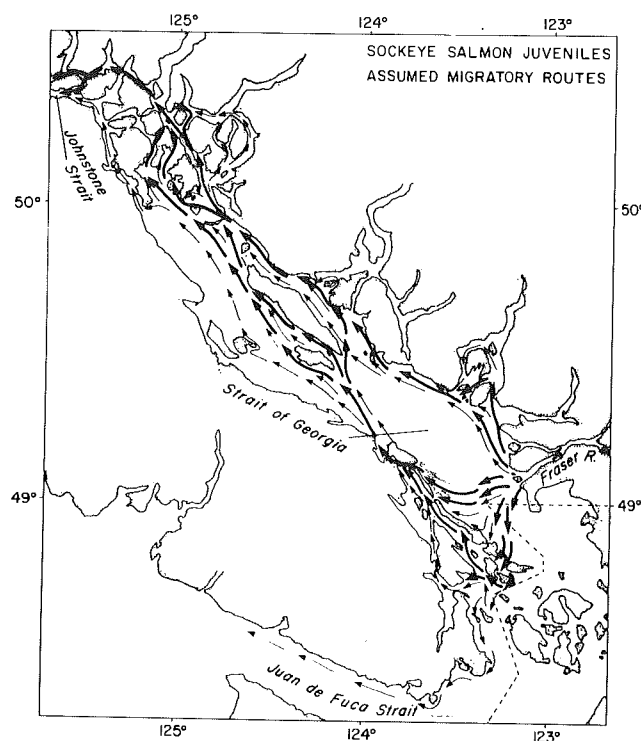 125°
124°
123°
SOCKEYE SALMON JUVENILES
ASSUMED MIGRATORY ROUTES
Johnstone
Strait
50°
50°
Strait of Georgia
Fraser R.
49°
49°
Juan de Fuca Strait
125°
124°
123°